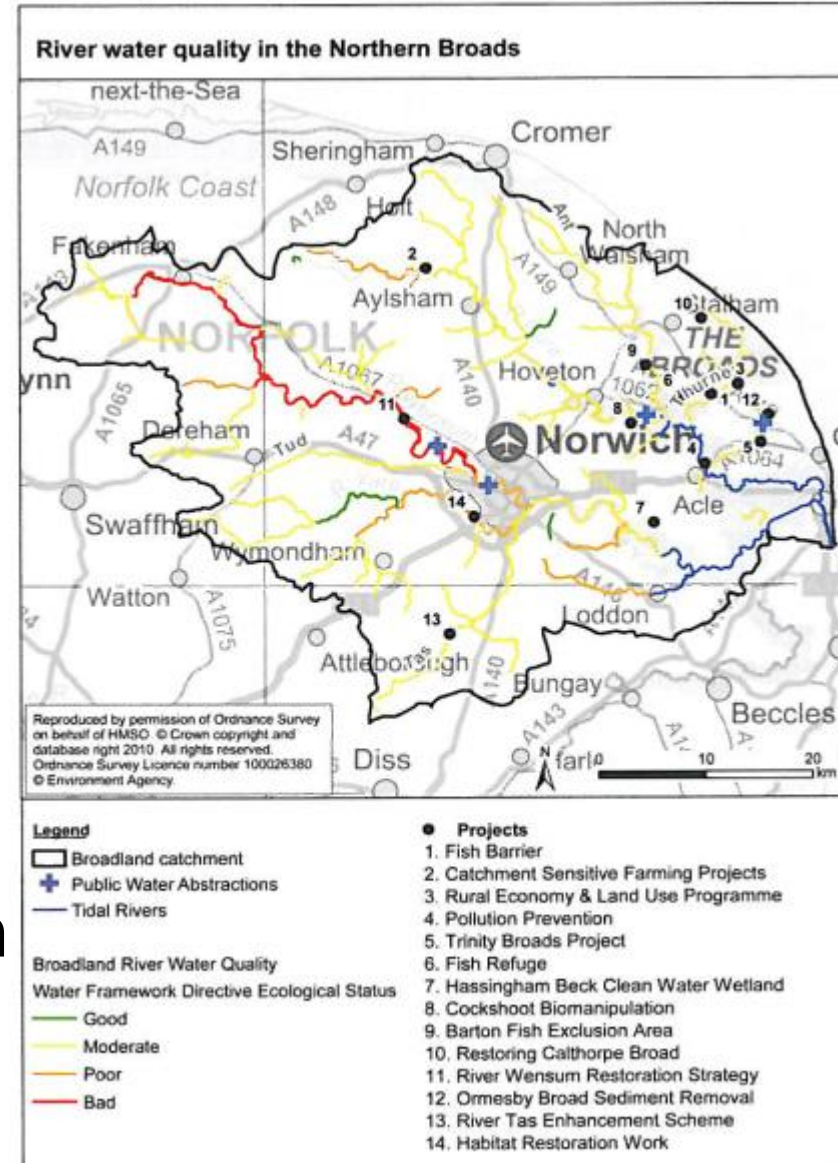 River water quality in the Northern Broads
next-the-Sea
Cromer
A149
Sheringham
Norfolk Coast
A148
Holt
Ant
North
Walsham
Fakenham
A149
2
Aylsham
10
Stalham
NORFOLK
THE
BROADS
A140
Hoveton
9
6
3
Thurne
1
12
ynn
A1065
A1067
11
8
Norwich
5
4
A1064
Dereham
Tud
A47
Acle
Swaffham
14
7
Wymondham
Watton
A1075
A146
Loddon
13
Tas
Attleborough
A140
Bungay
Beccles
A143
Diss
N
0 10 20
km
Reproduced by permission of Ordnance Survey
on behalf of HMSO. © Crown copyright and
database right 2010. All rights reserved.
Ordnance Survey Licence number 100026380
© Environment Agency.
Legend
Broadland catchment
Public Water Abstractions
Tidal Rivers
Broadland River Water Quality
Water Framework Directive Ecological Status
Good
Moderate
Poor
Bad
Projects
1. Fish Barrier
2. Catchment Sensitive Farming Projects
3. Rural Economy & Land Use Programme
4. Pollution Prevention
5. Trinity Broads Project
6. Fish Refuge
7. Hassingham Beck Clean Water Wetland
8. Cockshoot Biomanipulation
9. Barton Fish Exclusion Area
10. Restoring Calthorpe Broad
11. River Wensum Restoration Strategy
12. Ormesby Broad Sediment Removal
13. River Tas Enhancement Scheme
14. Habitat Restoration Work